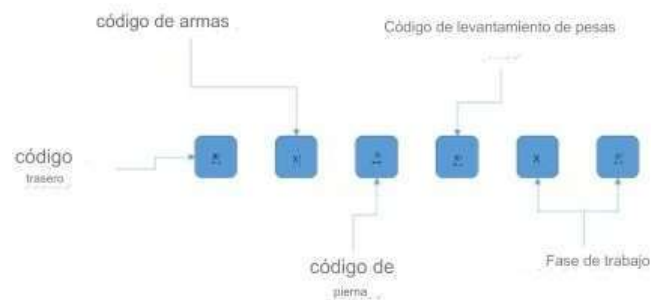 código de armas
Código de levantamiento de pesas
código
trasero
código de
pierna
Fase de trabajo